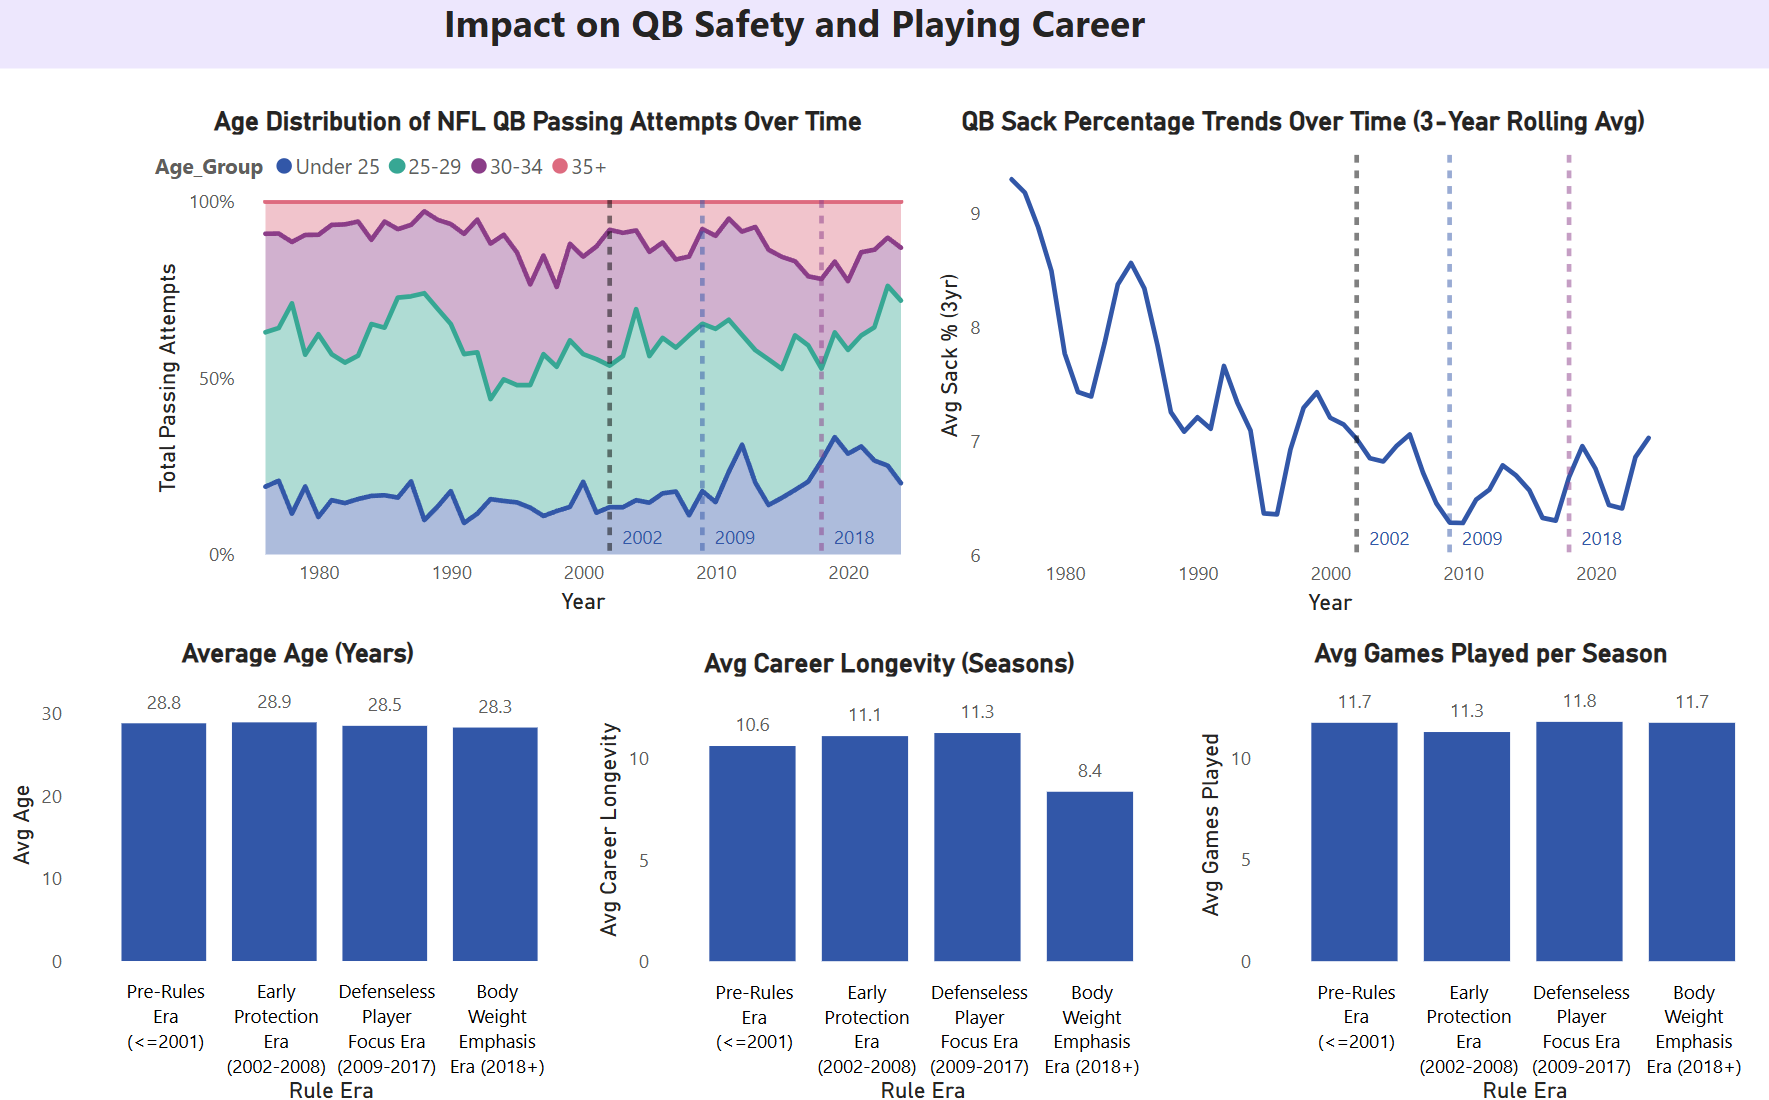 Impact on QB Safety and Playing Career
Age Distribution of NFL QB Passing Attempts Over Time
Age_Group Under 25 25-29 30-34 35+
100%
50%
0%
Total Passing Attempts
2002 2009 2018
1980 1990 2000 2010 2020
Year
QB Sack Percentage Trends Over Time (3-Year Rolling Avg)
9
8
7
6
Avg Sack % (3yr)
2002 2009 2018
1980 1990 2000 2010 2020
Year
Average Age (Years)
28.8 28.9 28.5 28.3
30
20
10
0
Avg Age
Pre-Rules
Era
(<=2001)
Early
Protection
Era
(2002-2008)
Defenseless
Player
Focus Era
(2009-2017)
Body
Weight
Emphasis
Era (2018+)
Rule Era
Avg Career Longevity (Seasons)
10.6 11.1 11.3 8.4
10
5
0
Avg Career Longevity
Pre-Rules
Era
(<=2001)
Early
Protection
Era
(2002-2008)
Defenseless
Player
Focus Era
(2009-2017)
Body
Weight
Emphasis
Era (2018+)
Rule Era
Avg Games Played per Season
11.7 11.3 11.8 11.7
10
5
0
Avg Games Played
Pre-Rules
Era
(<=2001)
Early
Protection
Era
(2002-2008)
Defenseless
Player
Focus Era
(2009-2017)
Body
Weight
Emphasis
Era (2018+)
Rule Era